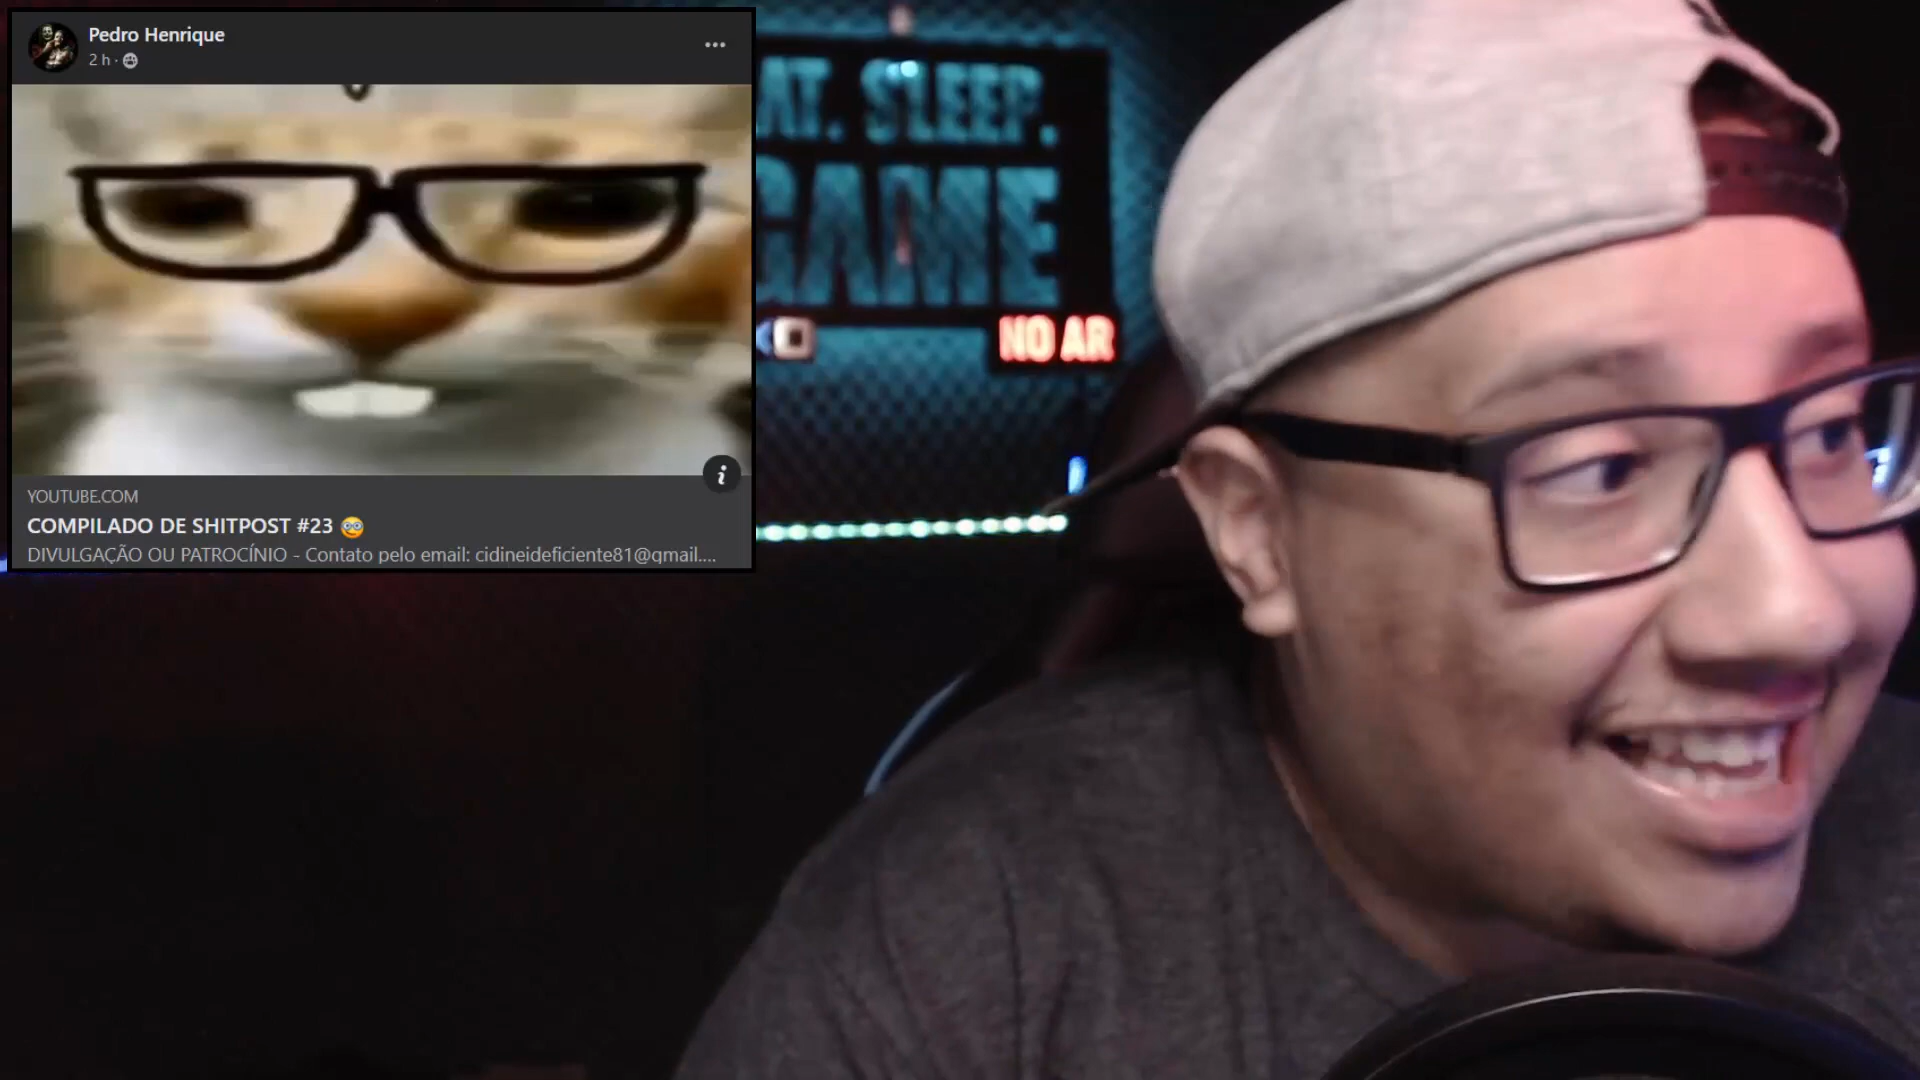 Pedro Henrique
2 h ·
YOUTUBE.COM
COMPILADO DE SHITPOST #23
DIVULGAÇÃO OU PATROCÍNIO - Contato pelo email: cidineideficiente81@gmail....
AT. SLEEP.
GAME
NO AR